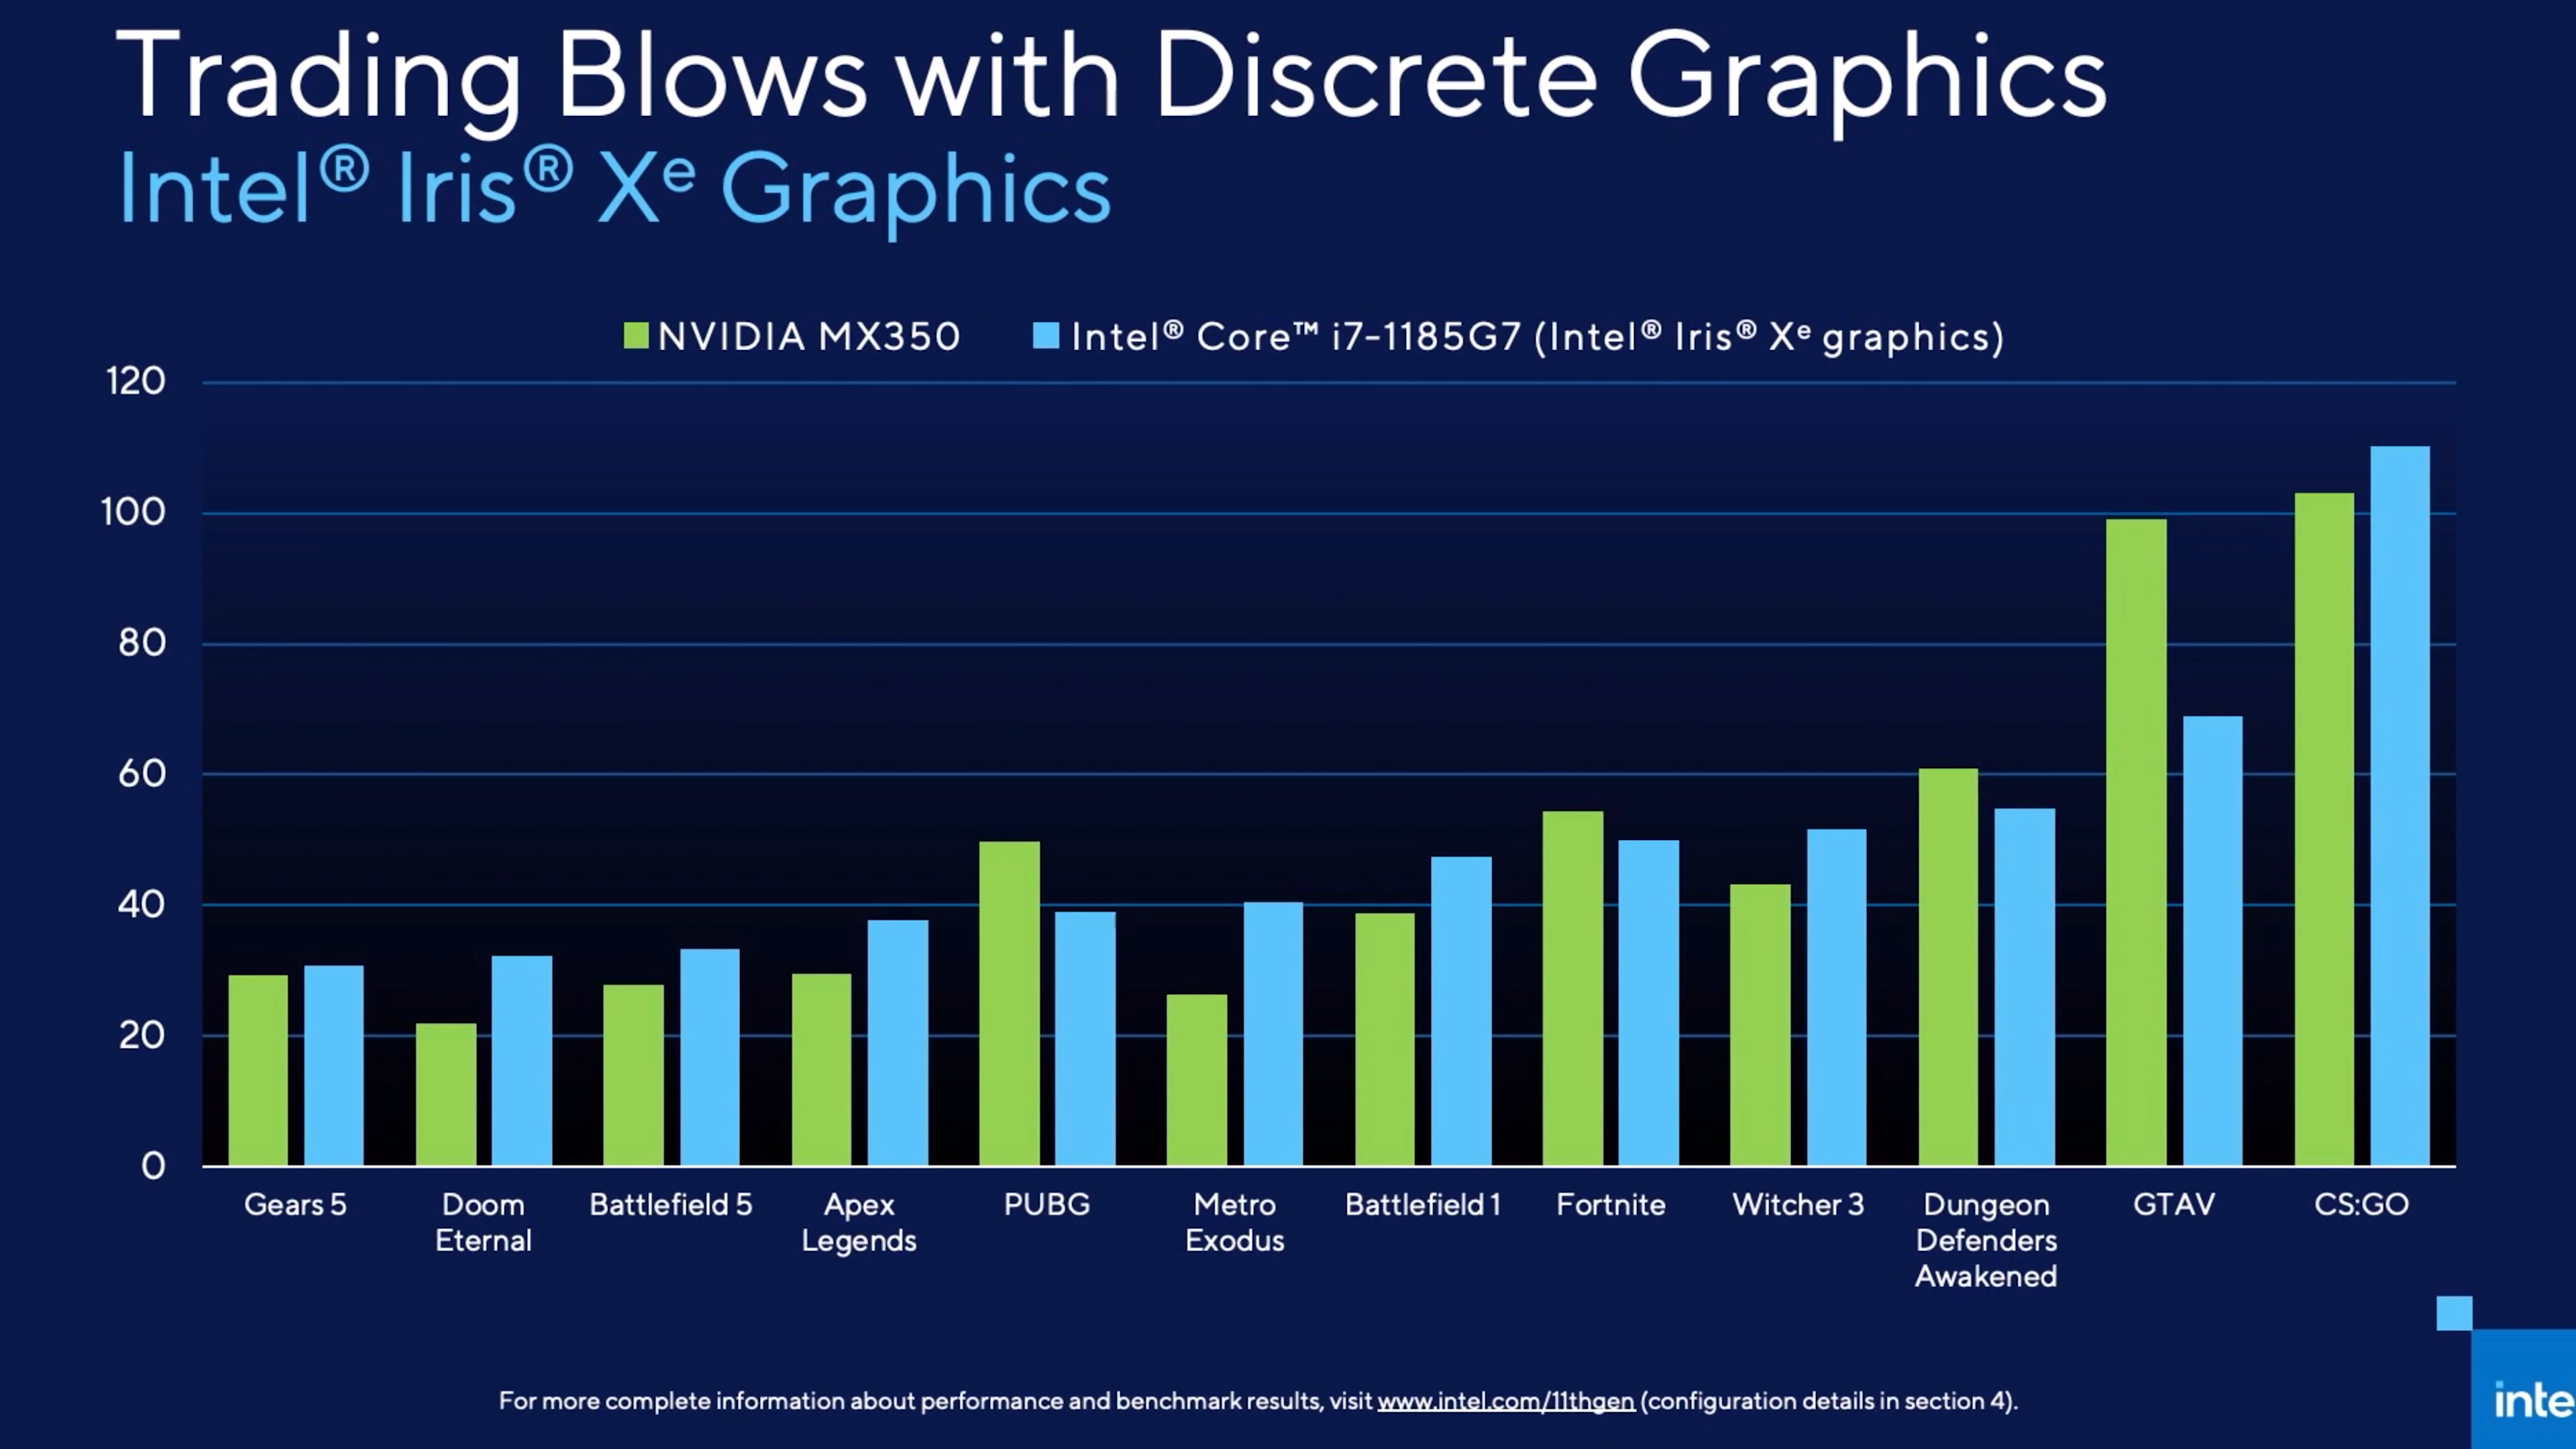 Trading Blows with Discrete Graphics
Intel® Iris® Xᵉ Graphics
NVIDIA MX350
Intel® Core™ i7-1185G7 (Intel® Iris® Xᵉ graphics)
120
100
80
60
40
20
0
Gears 5
Doom
Eternal
Battlefield 5
Apex
Legends
PUBG
Metro
Exodus
Battlefield 1
Fortnite
Witcher 3
Dungeon
Defenders
Awakened
GTAV
CS:GO
For more complete information about performance and benchmark results, visit www.intel.com/11thgen (configuration details in section 4).
inte